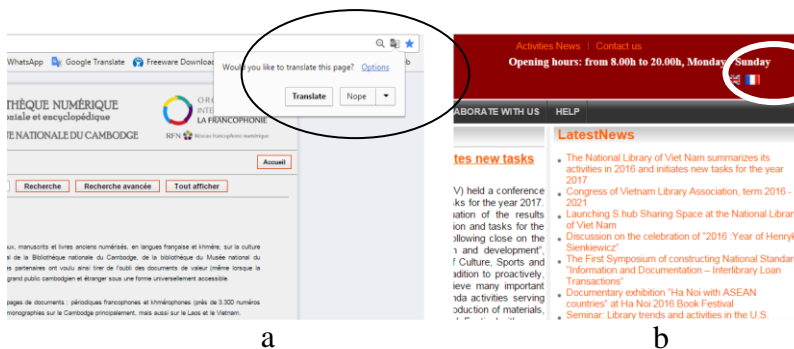 WhatsApp Google Translate Freeware Download
Would you like to translate this page? Options
Translate Nope
THÈQUE NUMÉRIQUE
oniale et encyclopédique
E NATIONALE DU CAMBODGE
LA FRANCOPHONIE
RFN Réseau francophone numérique
Accueil
Recherche Recherche avancée Tout afficher
ux, manuscrits et livres anciens numérisés, en langues française et khmère, sur la culture
al de la Bibliothèque nationale du Cambodge, de la bibliothèque du Musée national du
es partenaires ont voulu ainsi tirer de l'oubli des documents de valeur (même lorsque la
grand public cambodgien et étranger sous une forme universellement accessible.
pages de documents : périodiques francophones et khmérophones (près de 3.300 numéros
monographies sur le Cambodge principalement, mais aussi sur le Laos et le Vietnam.
a
Activities News | Contact us
Opening hours: from 8.00h to 20.00h, Monday - Sunday
ABORATE WITH US HELP
tes new tasks
V) held a conference
ks for the year 2017.
ation of the results
ion and tasks for the
ollowing close on the
n and development",
f Culture, Sports and
adition to proactively,
ieve many important
nda activities serving
oduction of materials,
LatestNews
The National Library of Viet Nam summarizes its
activities in 2016 and initiates new tasks for the year
2017
Congress of Vietnam Library Association, term 2016 -
2021
Launching S.hub Sharing Space at the National Librar
of Viet Nam
Discussion on the celebration of "2016 :Year of Henryk
Sienkiewicz"
The First Symposium of constructing National Standar
"Information and Documentation – Interlibrary Loan
Transactions"
Documentary exhibition "Ha Noi with ASEAN
countries" at Ha Noi 2016 Book Festival
Seminar: Library trends and activities in the U.S.
b